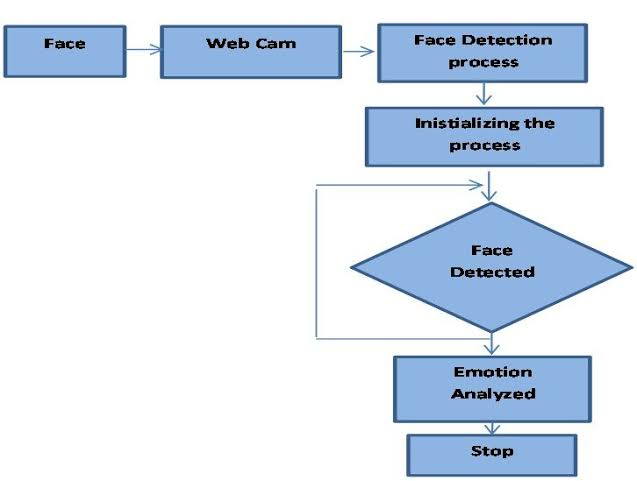 Face
Web Cam
Face Detection
process
Inistializing the
process
Face
Detected
Emotion
Analyzed
Stop